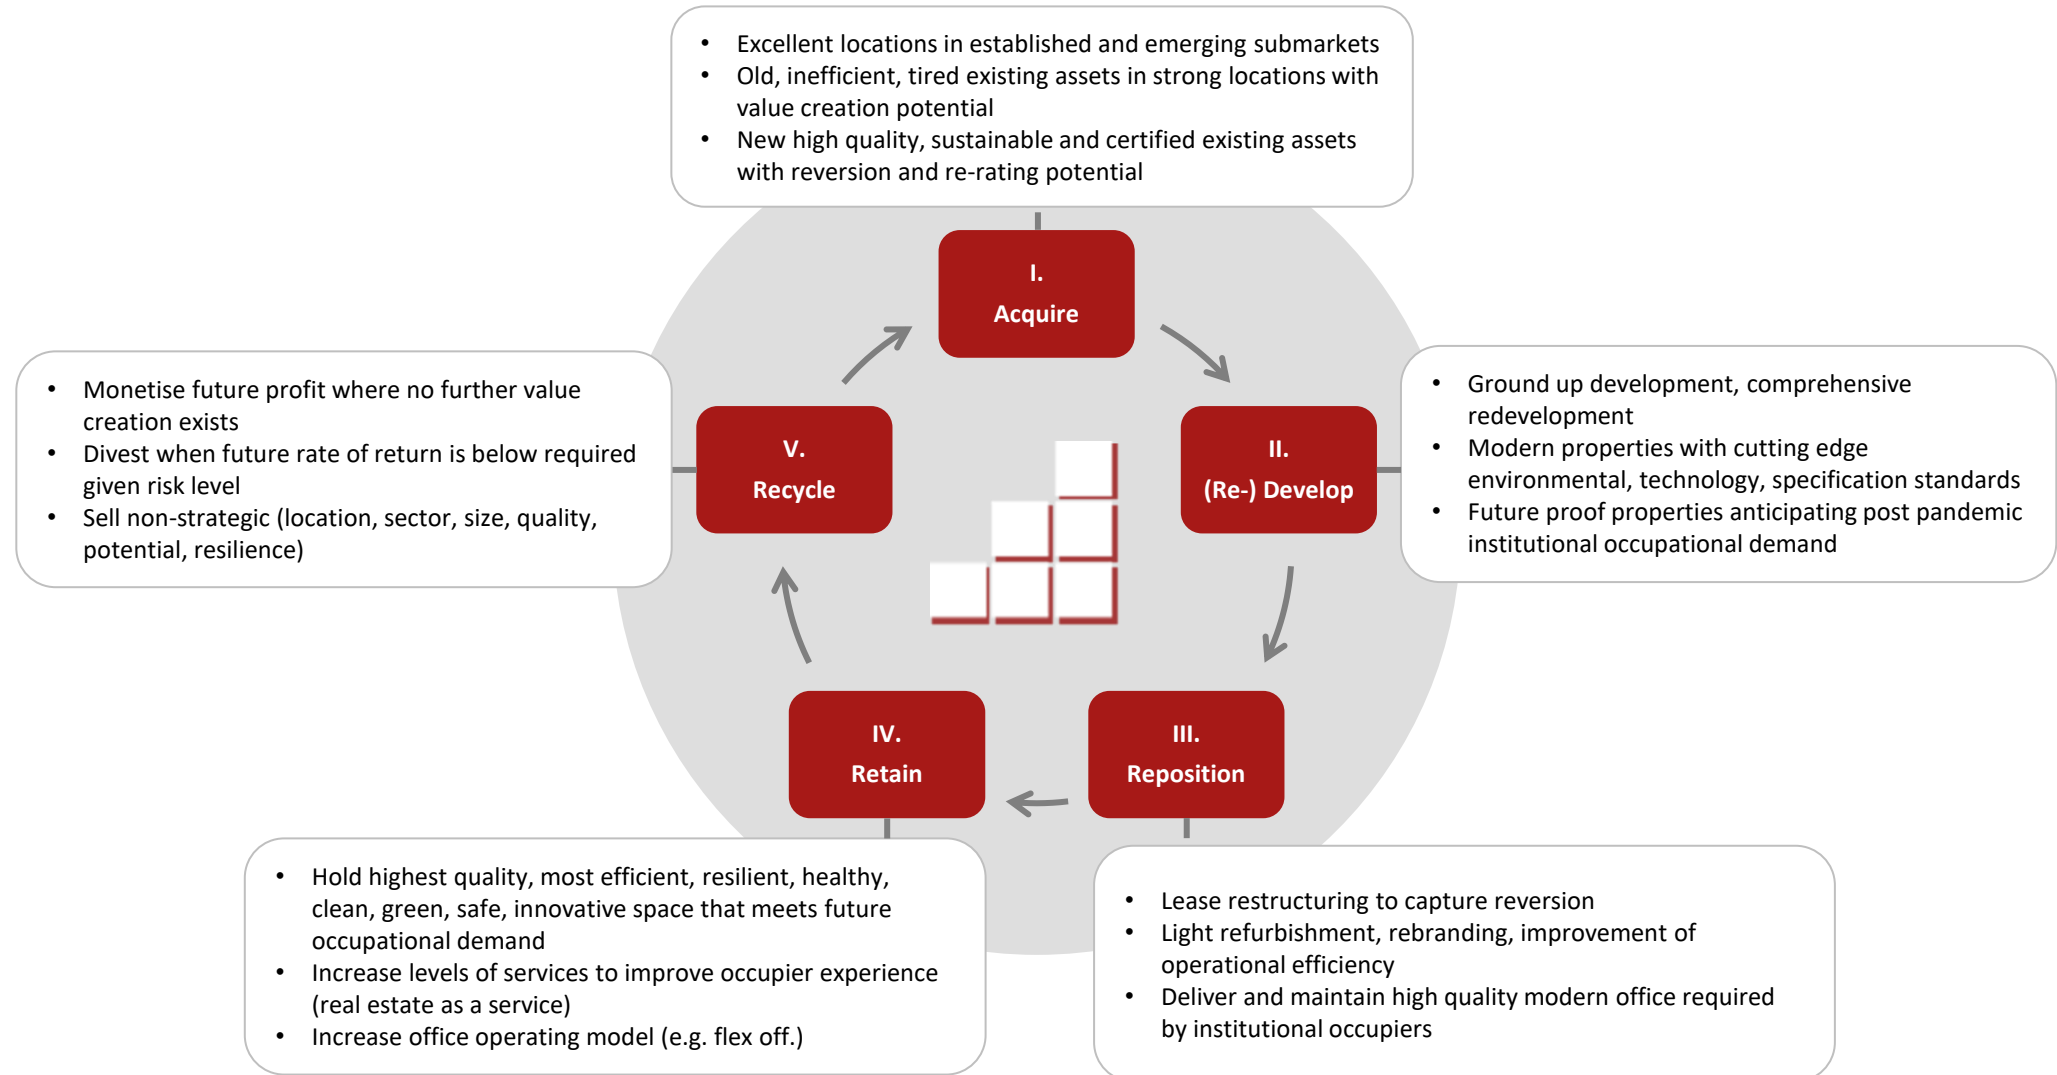 • Excellent locations in established and emerging submarkets
• Old, inefficient, tired existing assets in strong locations with
value creation potential
• New high quality, sustainable and certified existing assets
with reversion and re-rating potential
I.
Acquire
• Monetise future profit where no further value
creation exists
• Divest when future rate of return is below required
given risk level
• Sell non-strategic (location, sector, size, quality,
potential, resilience)
V.
Recycle
II.
(Re-) Develop
• Ground up development, comprehensive
redevelopment
• Modern properties with cutting edge
environmental, technology, specification standards
• Future proof properties anticipating post pandemic
institutional occupational demand
IV.
Retain
III.
Reposition
• Hold highest quality, most efficient, resilient, healthy,
clean, green, safe, innovative space that meets future
occupational demand
• Increase levels of services to improve occupier experience
(real estate as a service)
• Increase office operating model (e.g. flex off.)
• Lease restructuring to capture reversion
• Light refurbishment, rebranding, improvement of
operational efficiency
• Deliver and maintain high quality modern office required
by institutional occupiers